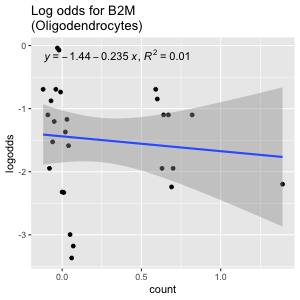 Log odds for B2M
(Oligodendrocytes)
y = −1.44 − 0.235 x, R² = 0.01
0
-1
-2
-3
logodds
0.0 0.5 1.0
count